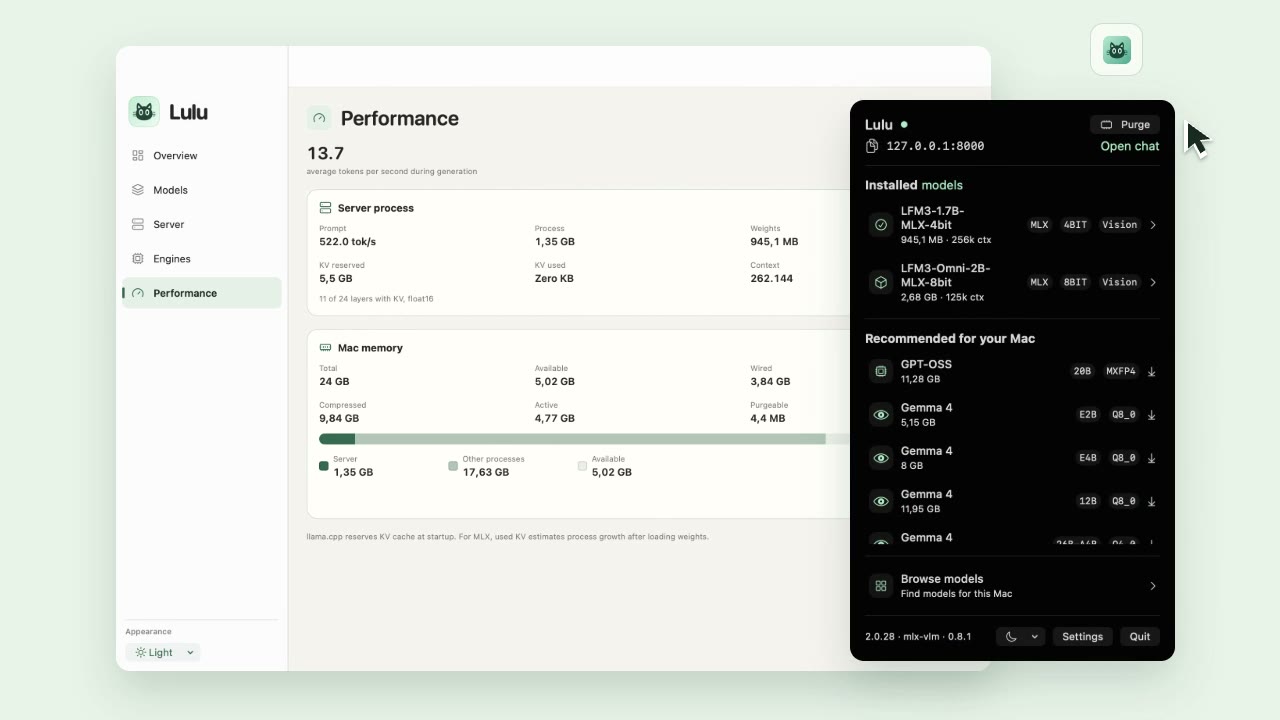 Lulu
Overview
Models
Server
Engines
Performance
Appearance
Light
Performance
13.7
average tokens per second during generation
Server process
Prompt
522.0 tok/s
Process
1,35 GB
Weights
945,1 MB
KV reserved
5,5 GB
KV used
Zero KB
Context
262.144
11 of 24 layers with KV, float16
Mac memory
Total
24 GB
Available
5,02 GB
Wired
3,84 GB
Compressed
9,84 GB
Active
4,77 GB
Purgeable
4,4 MB
Server
1,35 GB
Other processes
17,63 GB
Available
5,02 GB
llama.cpp reserves KV cache at startup. For MLX, used KV estimates process growth after loading weights.
Lulu
Purge
127.0.0.1:8000
Open chat
Installed models
LFM3-1.7B-
MLX-4bit
945,1 MB · 256k ctx
MLX 4BIT Vision
LFM3-Omni-2B-
MLX-8bit
2,68 GB · 125k ctx
MLX 8BIT Vision
Recommended for your Mac
GPT-OSS
11,28 GB
20B MXFP4
Gemma 4
5,15 GB
E2B Q8_0
Gemma 4
8 GB
E4B Q8_0
Gemma 4
11,95 GB
12B Q8_0
Gemma 4
Browse models
Find models for this Mac
2.0.28 · mlx-vlm · 0.8.1
Settings
Quit